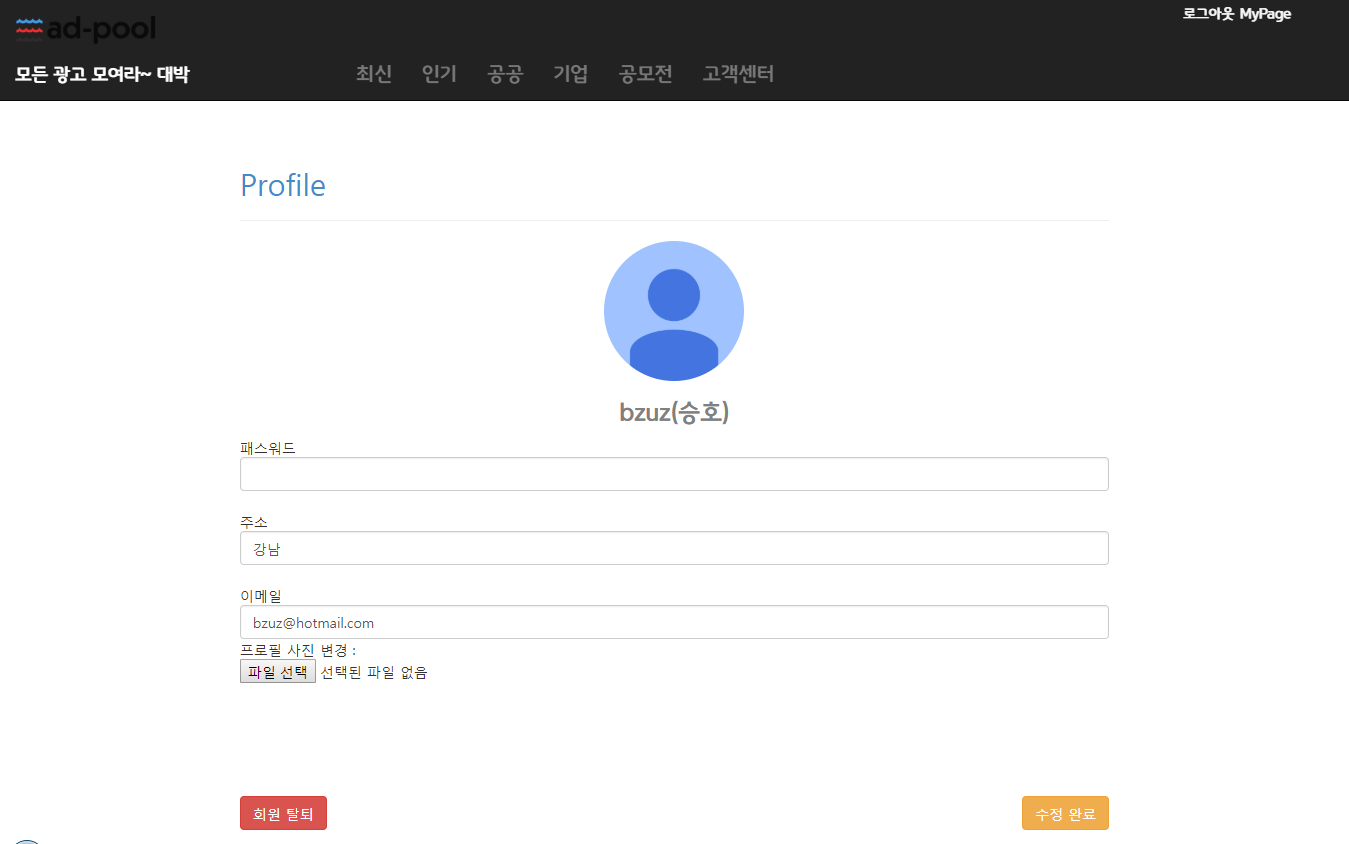 ad-pool
로그아웃 MyPage
모든 광고 모여라~ 대박
최신 인기 공공 기업 공모전 고객센터
Profile
bzuz(승호)
패스워드
주소
강남
이메일
bzuz@hotmail.com
프로필 사진 변경 :
파일 선택 선택된 파일 없음
회원 탈퇴 수정 완료